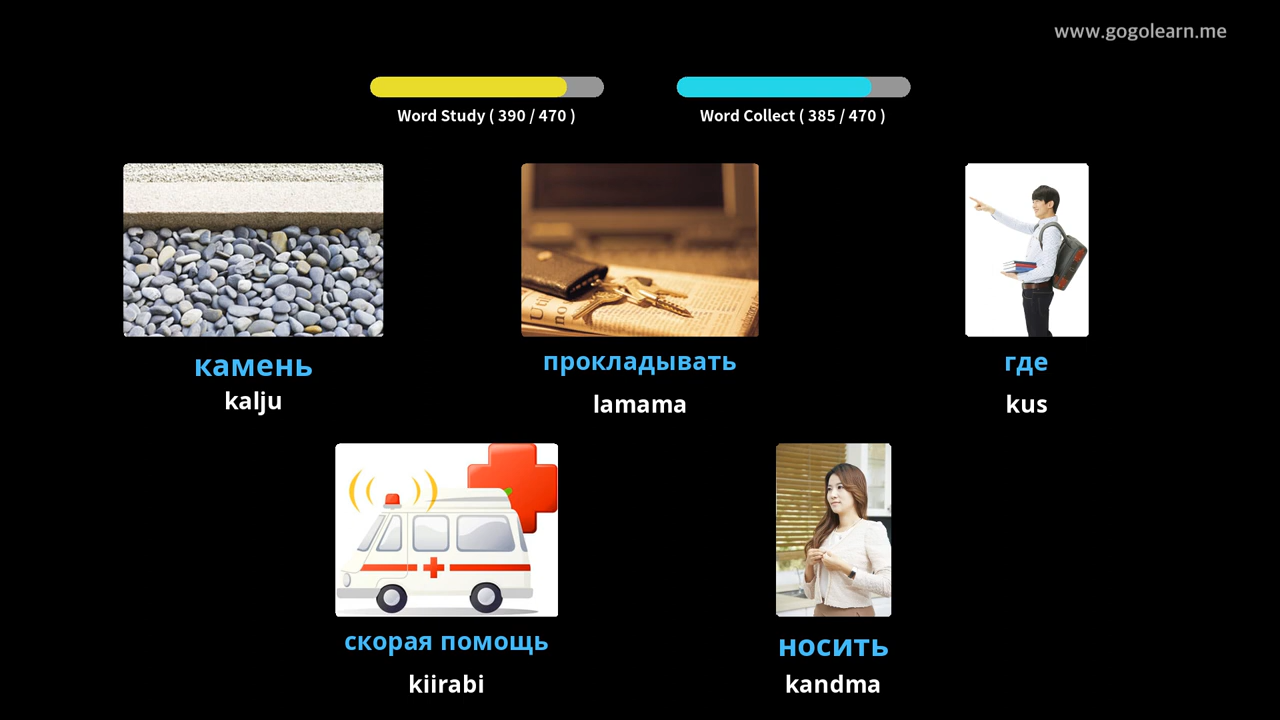 www.gogolearn.me
Word Study ( 390 / 470 )
Word Collect ( 385 / 470 )
камень
kalju
прокладывать
lamama
где
kus
скорая помощь
kiirabi
носить
kandma